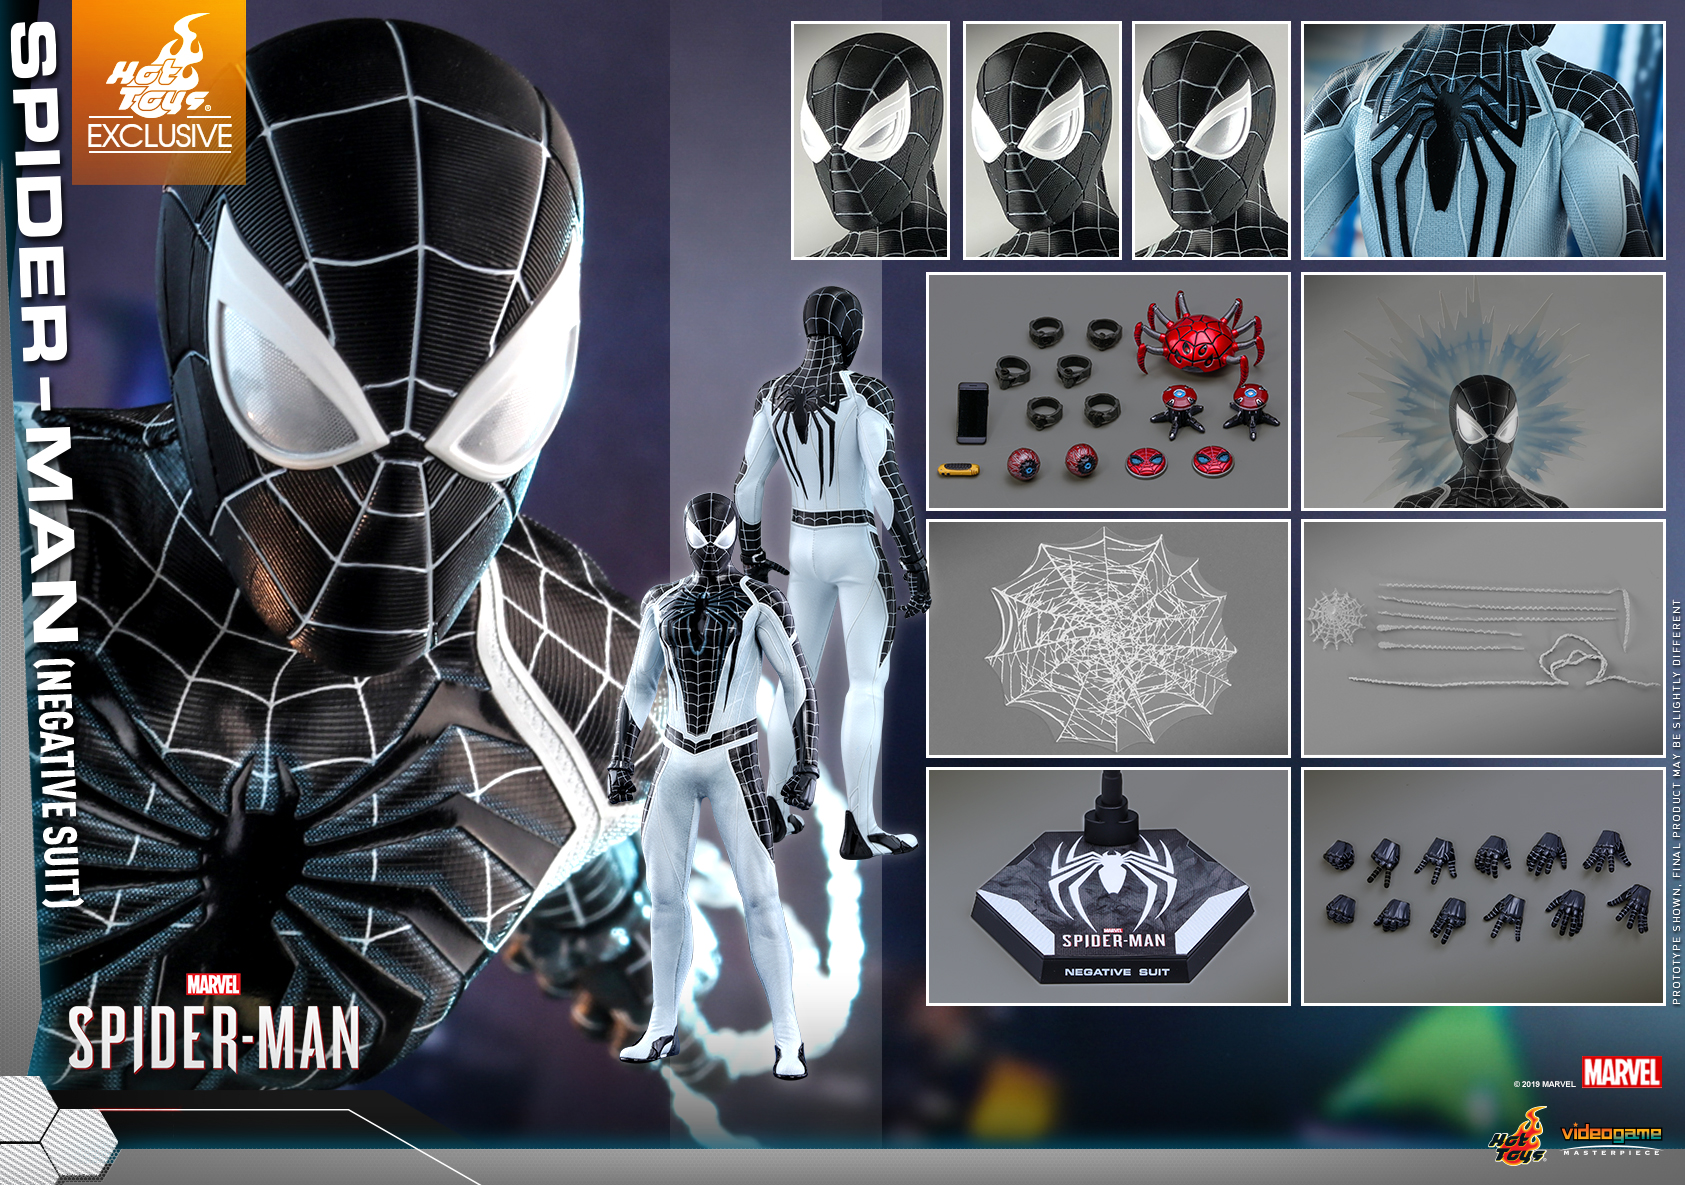 Hot Toys
EXCLUSIVE
SPIDER-MAN (NEGATIVE SUIT)
MARVEL
SPIDER-MAN
MARVEL
SPIDER-MAN
NEGATIVE SUIT
PROTOTYPE SHOWN, FINAL PRODUCT MAY BE SLIGHTLY DIFFERENT
© 2019 MARVEL
MARVEL
Hot Toys
videogame
MASTERPIECE